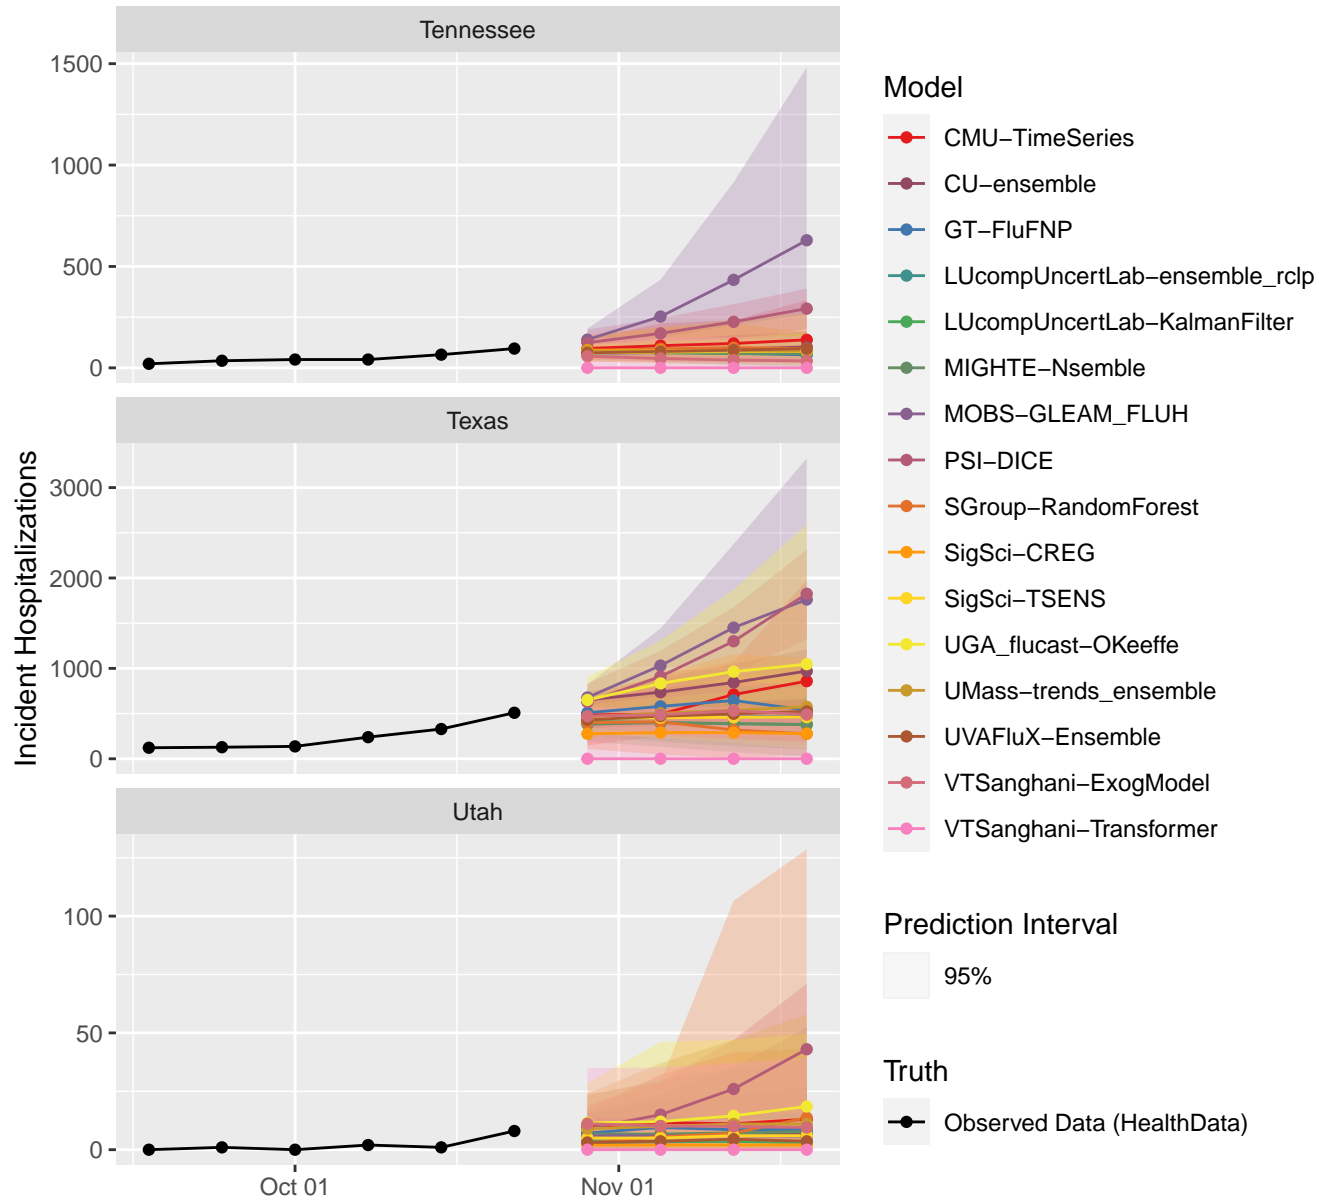 Tennessee
1500
1000
500
0
Texas
3000
2000
1000
0
Utah
100
50
0
Oct 01
Nov 01
Incident Hospitalizations
Model
CMU−TimeSeries
CU−ensemble
GT−FluFNP
LUcompUncertLab−ensemble_rclp
LUcompUncertLab−KalmanFilter
MIGHTE−Nsemble
MOBS−GLEAM_FLUH
PSI−DICE
SGroup−RandomForest
SigSci−CREG
SigSci−TSENS
UGA_flucast−OKeeffe
UMass−trends_ensemble
UVAFluX−Ensemble
VTSanghani−ExogModel
VTSanghani−Transformer
Prediction Interval
95%
Truth
Observed Data (HealthData)